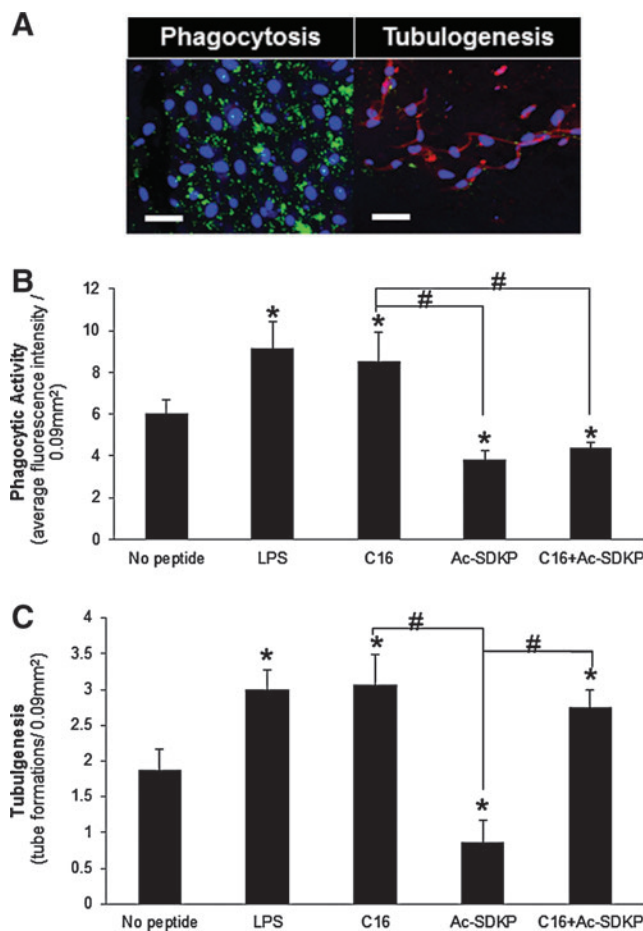 A
Phagocytosis Tubulogenesis
B
Phagocytic Activity
(average fluorescence intensity /
0.09mm²)
12
10
8
6
4
2
0
*
*
#
#
*
*
No peptide LPS C16 Ac-SDKP C16+Ac-SDKP
C
Tubulgenesis
(tube formations/ 0.09mm²)
4
3.5
3
2.5
2
1.5
1
0.5
0
*
*
#
#
*
*
No peptide LPS C16 Ac-SDKP C16+Ac-SDKP